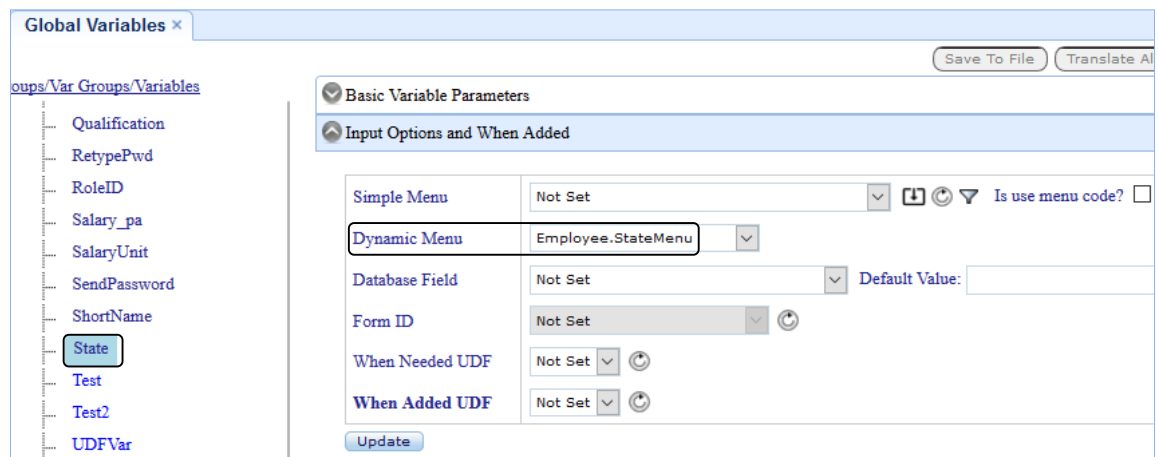 Global Variables ×
Save To File Translate Al
oups/Var Groups/Variables
Qualification
RetypePwd
RoleID
Salary_pa
SalaryUnit
SendPassword
ShortName
State
Test
Test2
UDFVar
Basic Variable Parameters
Input Options and When Added
Simple Menu Not Set Is use menu code?
Dynamic Menu Employee.StateMenu
Database Field Not Set Default Value:
Form ID Not Set
When Needed UDF Not Set
When Added UDF Not Set
Update